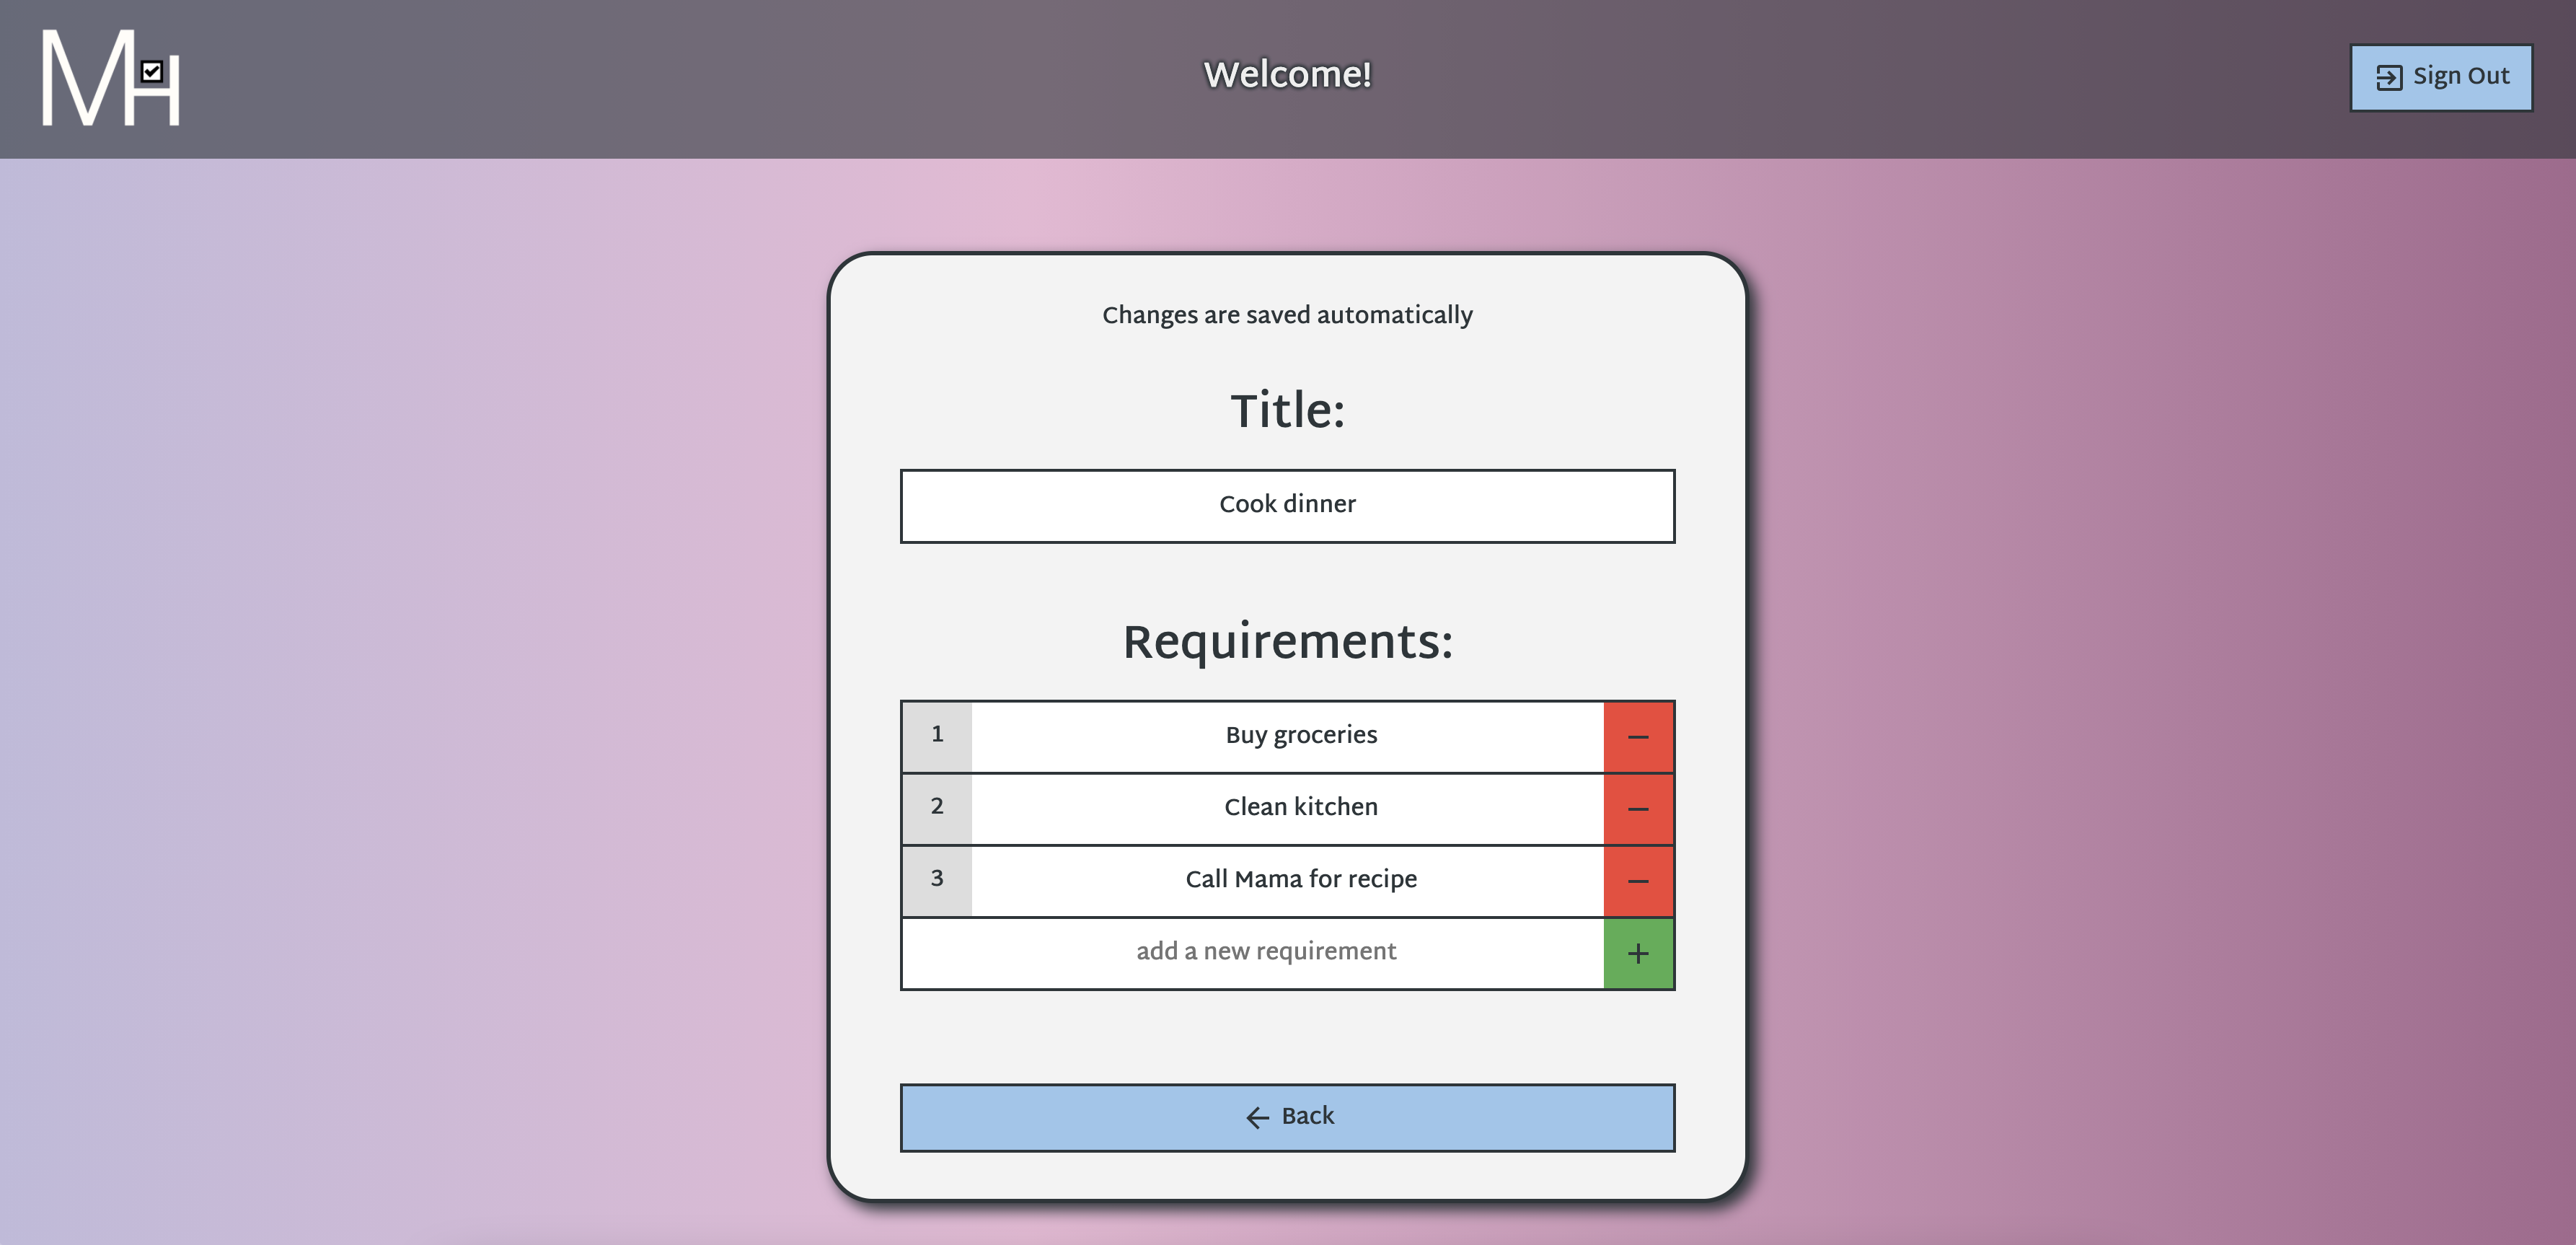 MH
Welcome!
Sign Out
Changes are saved automatically
Title:
Cook dinner
Requirements:
1 Buy groceries
2 Clean kitchen
3 Call Mama for recipe
add a new requirement
Back